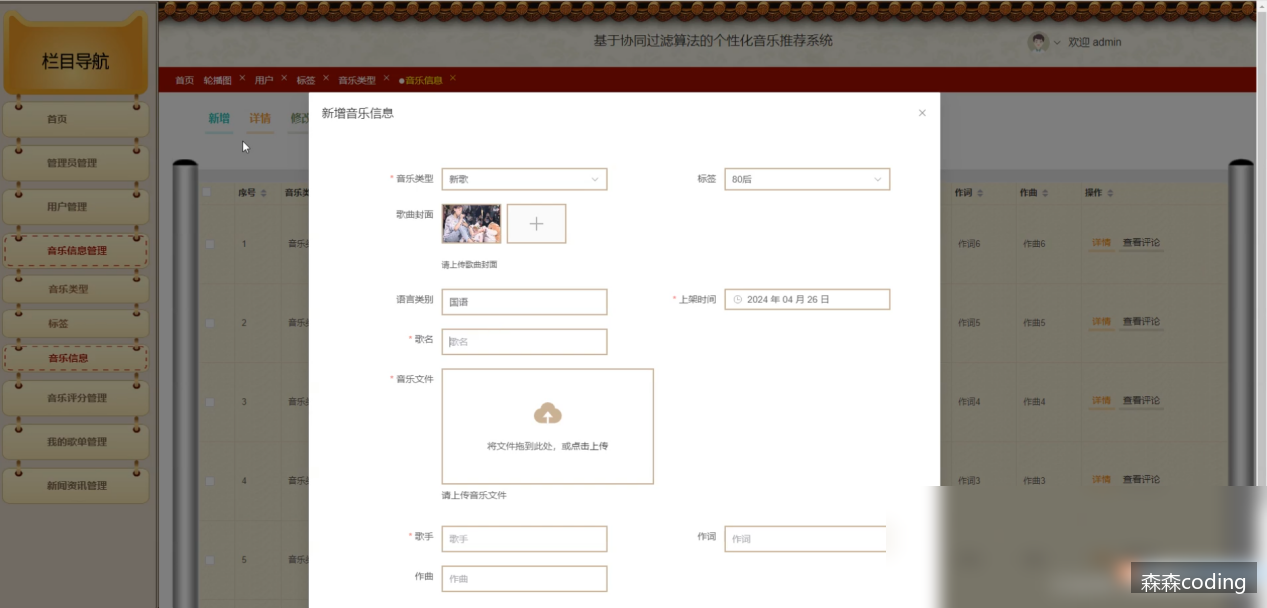 基于协同过滤算法的个性化音乐推荐系统
欢迎 admin
栏目导航
首页
管理员管理
用户管理
音乐信息管理
音乐类型
标签
音乐信息
音乐评分管理
我的歌单管理
新闻资讯管理
首页 轮播图 × 用户 × 标签 × 音乐类型 × ●音乐信息 ×
新增 详情 修改
序号 音乐类
作词 作曲 操作
1 音乐类
作词6 作曲6 详情 查看评论
2 音乐类
作词5 作曲5 详情 查看评论
3 音乐类
作词4 作曲4 详情 查看评论
4 音乐类
作词3 作曲3 详情 查看评论
5 音乐类
新增音乐信息 ×
* 音乐类型 新歌
标签 80后
歌曲封面
请上传歌曲封面
语言类别 国语
* 上架时间 2024 年 04 月 26 日
* 歌名 歌名
* 音乐文件
将文件拖到此处，或点击上传
请上传音乐文件
* 歌手 歌手
作词 作词
作曲 作曲
森森coding